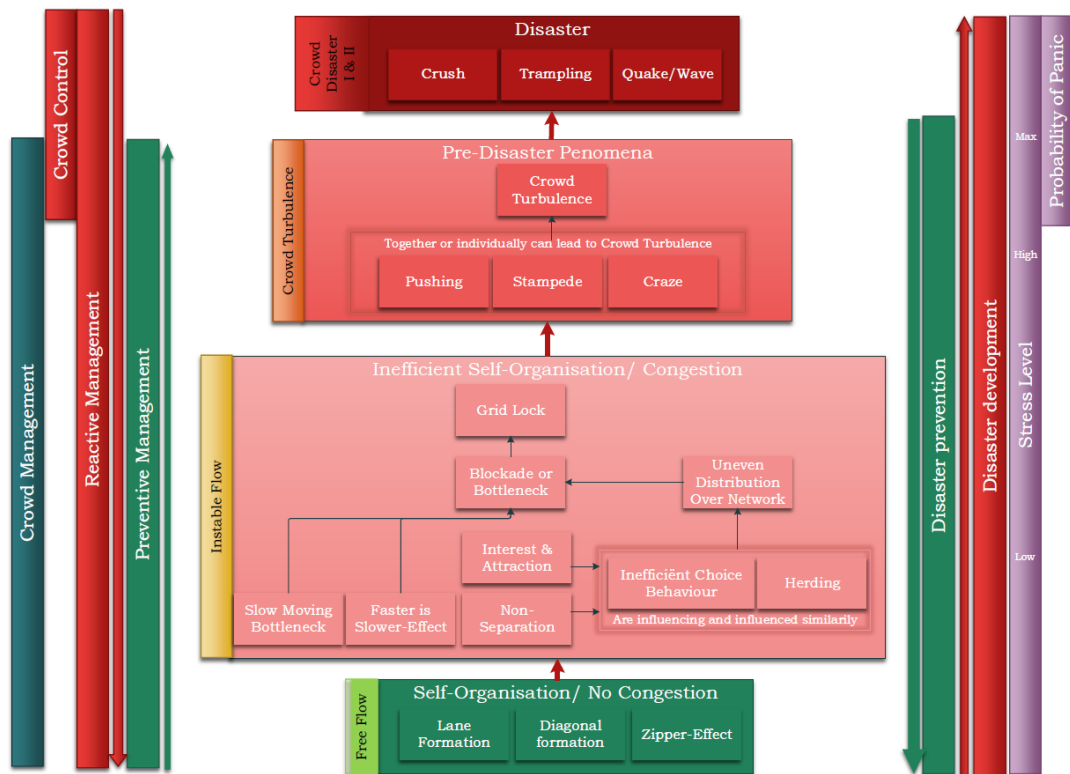 Crowd Management
Crowd Control
Reactive Management
Preventive Management
Crowd
Disaster
I & II
Disaster
Crush
Trampling
Quake/Wave
Crowd Turbulence
Pre-Disaster Penomena
Crowd
Turbulence
Together or individually can lead to Crowd Turbulence
Pushing
Stampede
Craze
Instable Flow
Inefficient Self-Organisation/ Congestion
Grid Lock
Blockade or
Bottleneck
Uneven
Distribution
Over Network
Interest &
Attraction
Inefficiënt Choice
Behaviour
Herding
Slow Moving
Bottleneck
Faster is
Slower-Effect
Non-
Separation
Are influencing and influenced similarily
Free Flow
Self-Organisation/ No Congestion
Lane
Formation
Diagonal
formation
Zipper-Effect
Disaster prevention
Disaster development
Max
High
Stress Level
Low
Probability of Panic